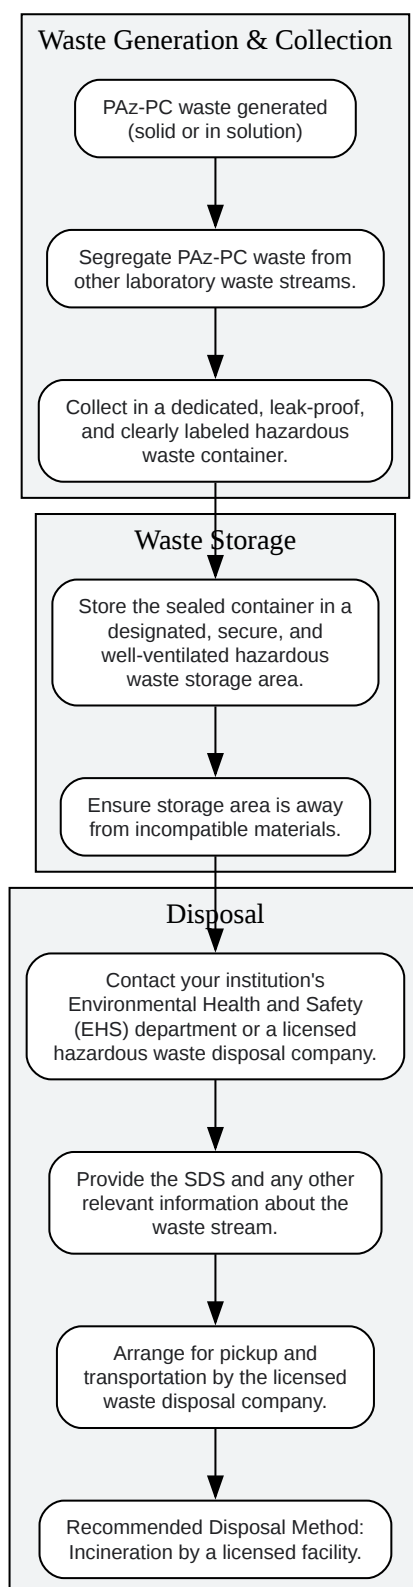 Waste Generation & Collection
PAz-PC waste generated
(solid or in solution)
Segregate PAz-PC waste from
other laboratory waste streams.
Collect in a dedicated, leak-proof,
and clearly labeled hazardous
waste container.
Waste Storage
Store the sealed container in a
designated, secure, and
well-ventilated hazardous
waste storage area.
Ensure storage area is away
from incompatible materials.
Disposal
Contact your institution's
Environmental Health and Safety
(EHS) department or a licensed
hazardous waste disposal company.
Provide the SDS and any other
relevant information about the
waste stream.
Arrange for pickup and
transportation by the licensed
waste disposal company.
Recommended Disposal Method:
Incineration by a licensed facility.